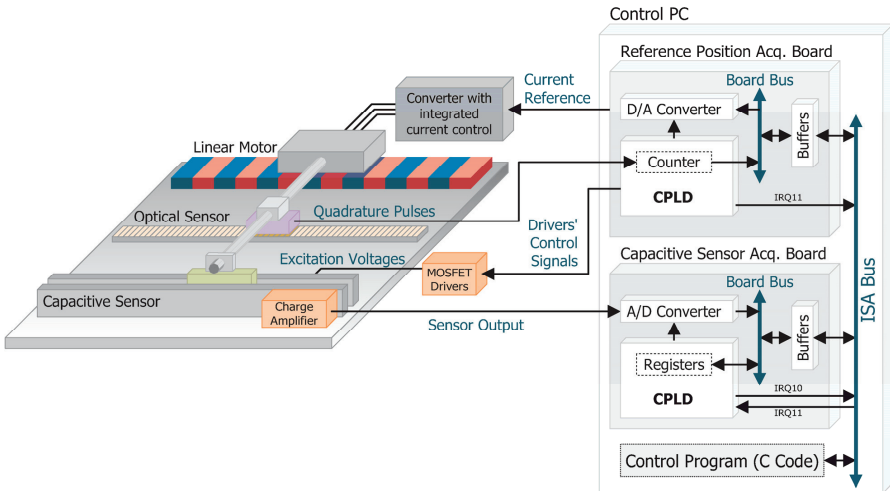 Control PC
Reference Position Acq. Board
Board Bus
Current
Reference
D/A Converter
Buffers
Converter with
integrated
current control
Linear Motor
Counter
CPLD
IRQ11
Optical Sensor
Quadrature Pulses
Drivers'
Control
Signals
Excitation Voltages
MOSFET
Drivers
Capacitive Sensor Acq. Board
Board Bus
ISA Bus
Capacitive Sensor
Charge
Amplifier
Sensor Output
A/D Converter
Buffers
Registers
CPLD
IRQ10
IRQ11
Control Program (C Code)